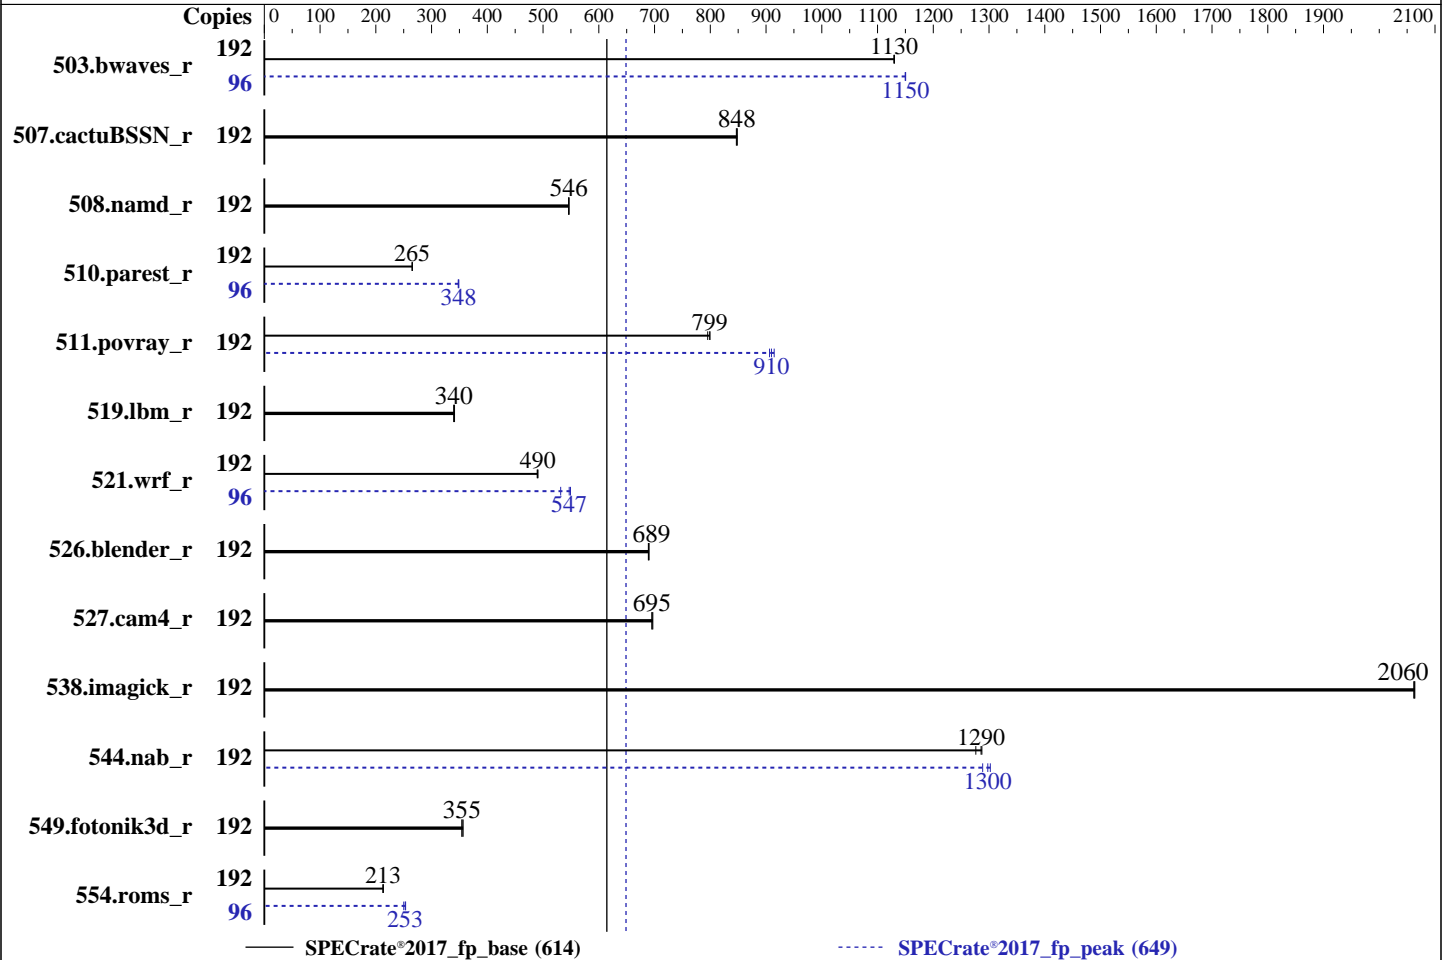 Copies 0 100 200 300 400 500 600 700 800 900 1000 1100 1200 1300 1400 1500 1600 1700 1800 1900 2100
503.bwaves_r 192 1130
96 1150
507.cactuBSSN_r 192 848
508.namd_r 192 546
510.parest_r 192 265
96 348
511.povray_r 192 799
910
519.lbm_r 192 340
521.wrf_r 192 490
96 547
526.blender_r 192 689
527.cam4_r 192 695
538.imagick_r 192 2060
544.nab_r 192 1290
1300
549.fotonik3d_r 192 355
554.roms_r 192 213
96 253
SPECrate®2017_fp_base (614) SPECrate®2017_fp_peak (649)